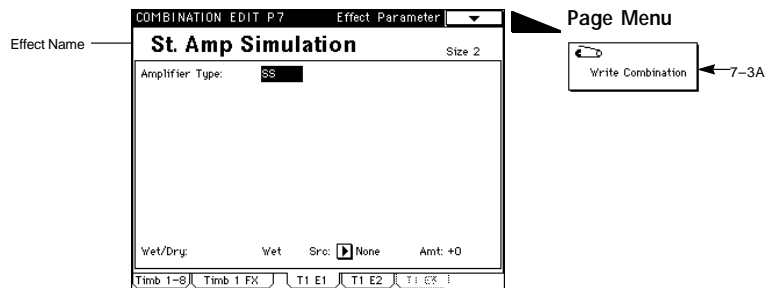 COMBINATION EDIT P7 Effect Parameter
Page Menu
Effect Name
St. Amp Simulation Size 2
Write Combination
7–3A
Amplifier Type: SS
Wet/Dry: Wet Src: None Amt: +0
Timb 1-8 Timb 1 FX T1 E1 T1 E2